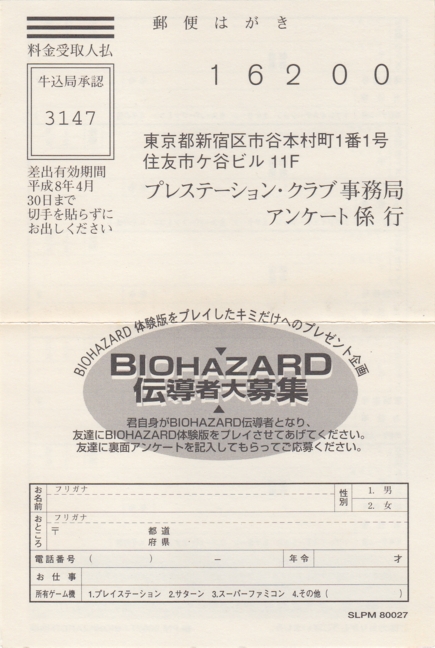 郵便はがき
料金受取人払
牛込局承認
3147
差出有効期間
平成8年4月
30日まで
切手を貼らずに
お出しください
16200
東京都新宿区市谷本村町1番1号
住友市ケ谷ビル 11F
プレステーション・クラブ事務局
アンケート係 行
BIOHAZARD 体験版をプレイしたキミだけへのプレゼント企画
BIOHAZARD
伝導者大募集
君自身がBIOHAZARD伝導者となり、
友達にBIOHAZARD体験版をプレイさせてあげてください。
友達に裏面アンケートを記入してもらってご応募ください。
お名前 フリガナ 性別 1. 男
2. 女
おところ フリガナ
〒 都道
府県
電話番号 ( ) − 年令 才
お仕事
所有ゲーム機 1.プレイステーション 2.サターン 3.スーパーファミコン 4.その他 ( )
SLPM 80027